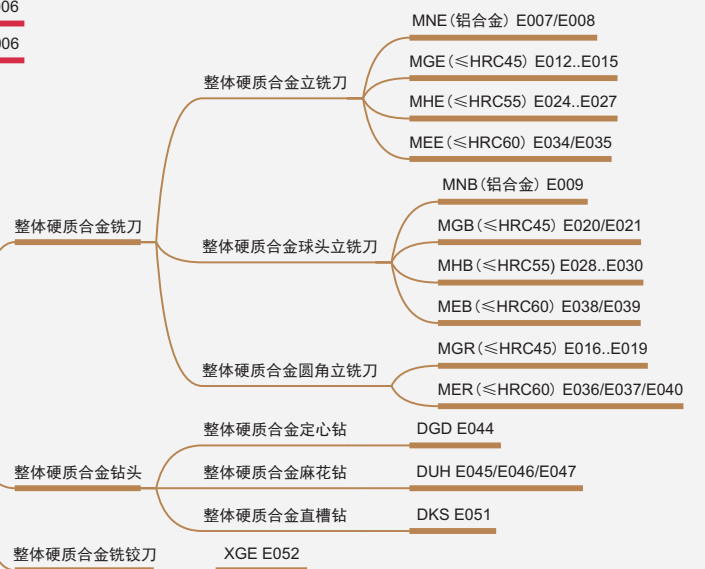 006
006
MNE(铝合金) E007/E008
MGE(≤HRC45) E012..E015
整体硬质合金立铣刀
MHE(≤HRC55) E024..E027
MEE(≤HRC60) E034/E035
MNB(铝合金) E009
整体硬质合金铣刀
MGB(≤HRC45) E020/E021
整体硬质合金球头立铣刀
MHB(≤HRC55) E028..E030
MEB(≤HRC60) E038/E039
MGR(≤HRC45) E016..E019
整体硬质合金圆角立铣刀
MER(≤HRC60) E036/E037/E040
整体硬质合金定心钻 DGD E044
整体硬质合金钻头 整体硬质合金麻花钻 DUH E045/E046/E047
整体硬质合金直槽钻 DKS E051
整体硬质合金铣铰刀 XGE E052